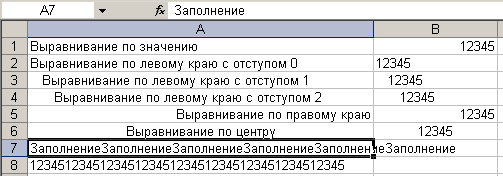 A7 fx Заполнение
A B
1 Выравнивание по значению 12345
2 Выравнивание по левому краю с отступом 0 12345
3 Выравнивание по левому краю с отступом 1 12345
4 Выравнивание по левому краю с отступом 2 12345
5 Выравнивание по правому краю 12345
6 Выравнивание по центру 12345
7 ЗаполнениеЗаполнениеЗаполнениеЗаполнениеЗаполнениеЗаполнение
8 123451234512345123451234512345123451234512345